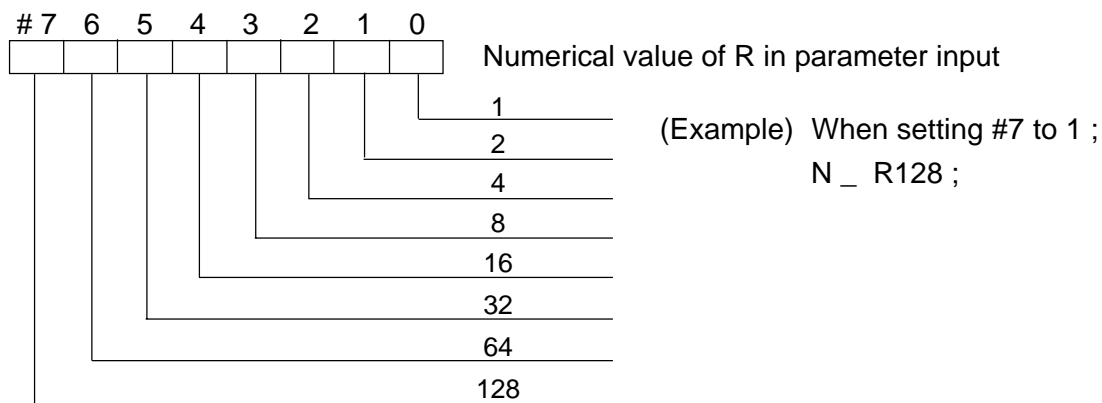 # 7 6 5 4 3 2 1 0
Numerical value of R in parameter input
1
(Example) When setting #7 to 1 ;
2
N _ R128 ;
4
8
16
32
64
128